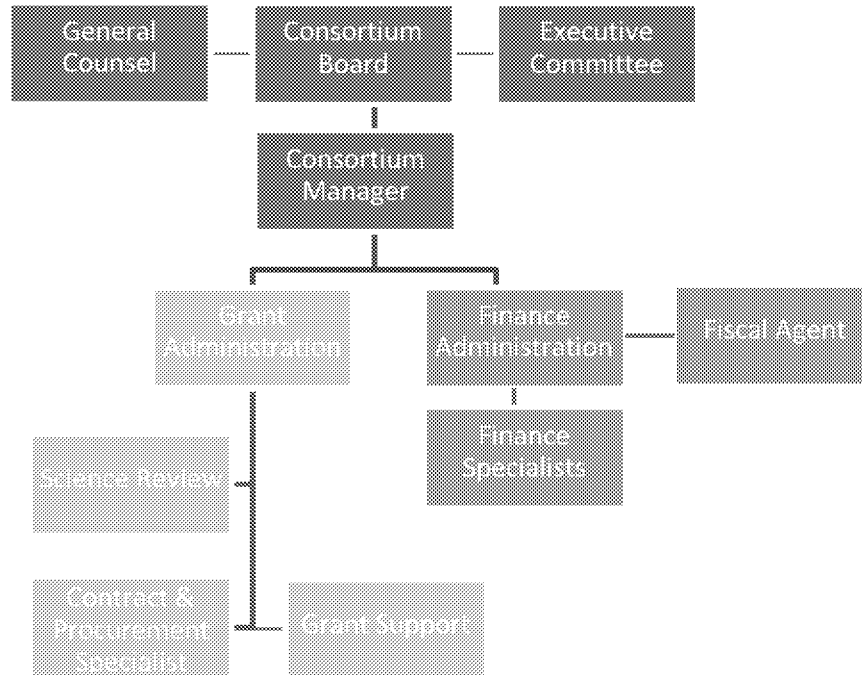 General
Counsel
Consortium
Board
Executive
Committee
Consortium
Manager
Grant
Administration
Finance
Administration
Fiscal Agent
Finance
Specialists
Science Review
Contract &
Procurement
Specialist
Grant Support